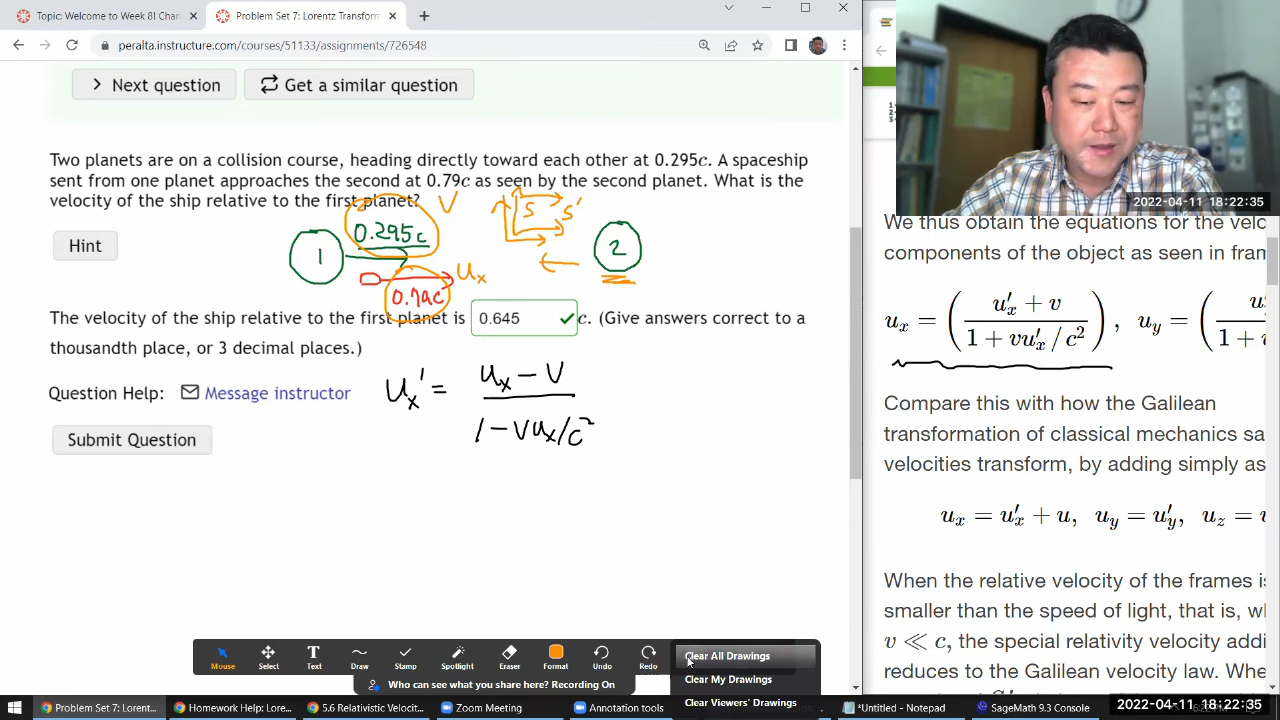 Topic: Welcome to Week 8! Char
Problem Set 7: Lorentz Transform
peralta.instructure.com/courses/51133/assignments/726548
Next question
Get a similar question
Two planets are on a collision course, heading directly toward each other at 0.295c. A spaceship
sent from one planet approaches the second at 0.79c as seen by the second planet. What is the
velocity of the ship relative to the first planet?
V
S
S'
0.295c
1
2
Hint
ux
0.79c
The velocity of the ship relative to the first planet is 0.645 c. (Give answers correct to a
thousandth place, or 3 decimal places.)
ux' = (ux − V) / (1 − Vux/c²)
Question Help: Message instructor
Submit Question
2022-04-11 18:22:35
We thus obtain the equations for the veloc
components of the object as seen in fram
ux = ( (u′x + v) / (1 + vu′x/c²) ), uy = (
Compare this with how the Galilean
transformation of classical mechanics sa
velocities transform, by adding simply as
ux = u′x + u, uy = u′y, uz =
When the relative velocity of the frames is
smaller than the speed of light, that is, wh
v ≪ c, the special relativity velocity addi
reduces to the Galilean velocity law. Whe
Mouse
Select
Text
Draw
Stamp
Spotlight
Eraser
Format
Undo
Redo
Clear All Drawings
Clear My Drawings
Clear Viewers' Drawings
Who can see what you share here? Recording On
Problem Set 7: Lorent:
Homework Help: Lor...
5.6 Relativistic Velocit...
Zoom Meeting
Annotation tools
*Untitled - Notepad
SageMath 9.3 Console
2022-04-11 18:22:35